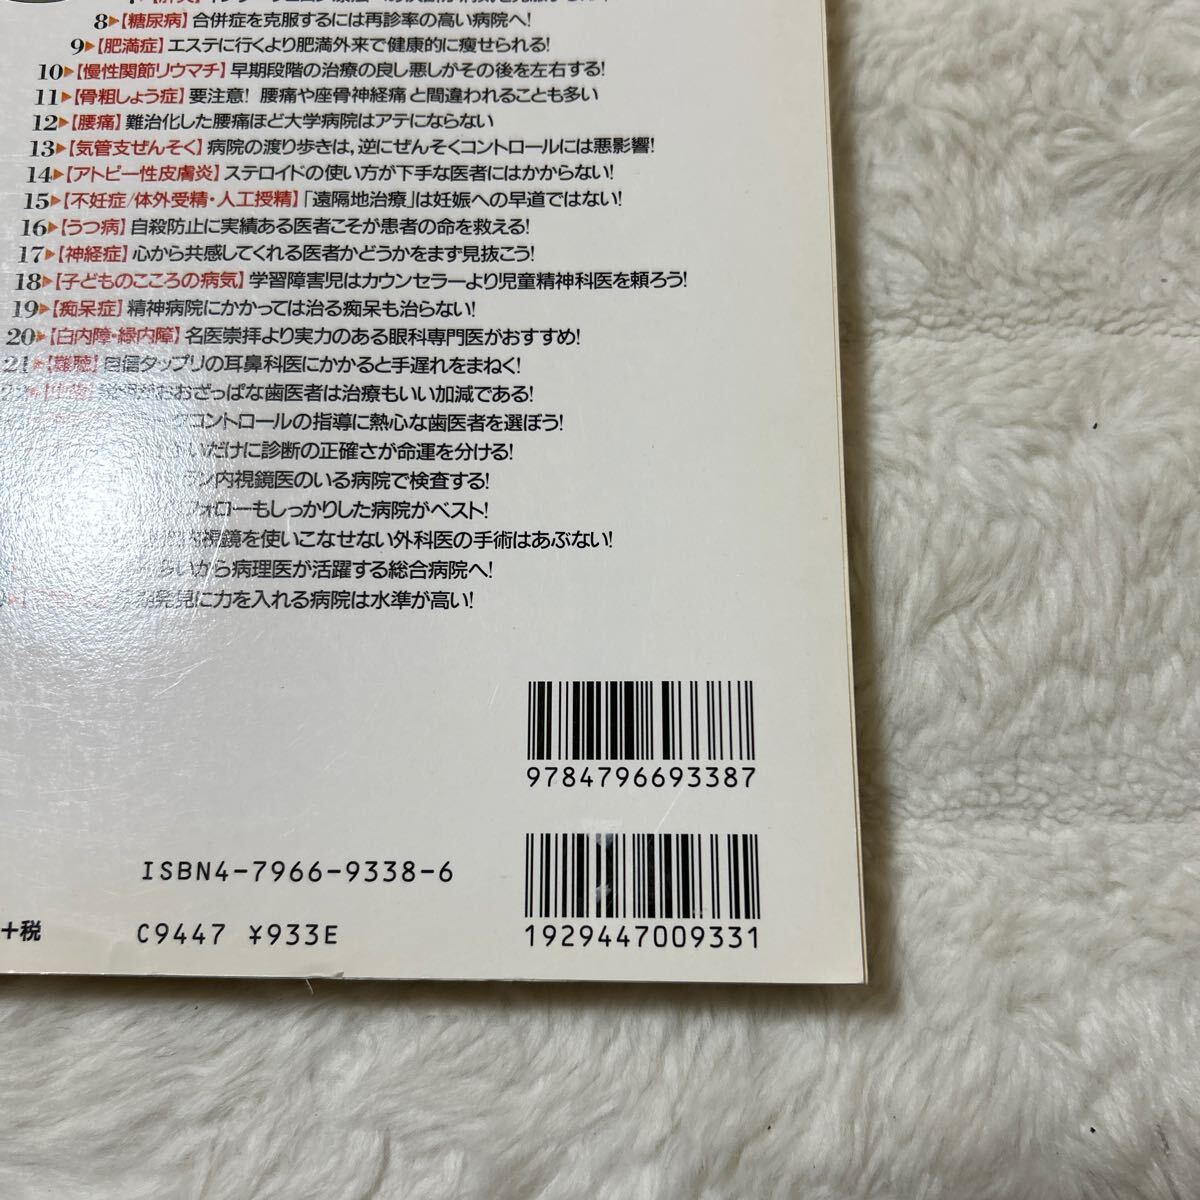 8▶【糖尿病】合併症を克服するには再診率の高い病院へ!
9▶【肥満症】エステに行くより肥満外来で健康的に痩せられる!
10▶【慢性関節リウマチ】早期段階の治療の良し悪しがその後を左右する!
11▶【骨粗しょう症】要注意! 腰痛や座骨神経痛と間違われることも多い
12▶【腰痛】難治化した腰痛ほど大学病院はアテにならない
13▶【気管支ぜんそく】病院の渡り歩きは,逆にぜんそくコントロールには悪影響!
14▶【アトピー性皮膚炎】ステロイドの使い方が下手な医者にはかからない!
15▶【不妊症/体外受精・人工授精】「遠隔地治療」は妊娠への早道ではない!
16▶【うつ病】自殺防止に実績ある医者こそが患者の命を救える!
17▶【神経症】心から共感してくれる医者かどうかをまず見抜こう!
18▶【子どものこころの病気】学習障害児はカウンセラーより児童精神科医を頼ろう!
19▶【痴呆症】精神病院にかかっては治る痴呆も治らない!
20▶【白内障・緑内障】名医崇拝より実力のある眼科専門医がおすすめ!
21▶【難聴】自信タップリの耳鼻科医にかかると手遅れをまねく!
おおざっぱな歯医者は治療もいい加減である!
コントロールの指導に熱心な歯医者を選ぼう!
いだけに診断の正確さが命運を分ける!
ラン内視鏡医のいる病院で検査する!
フォローもしっかりした病院がベスト!
視鏡を使いこなせない外科医の手術はあぶない!
多いから病理医が活躍する総合病院へ!
発見に力を入れる病院は水準が高い!
9784796693387
ISBN4-7966-9338-6
1929447009331
+税
C9447 ¥933E